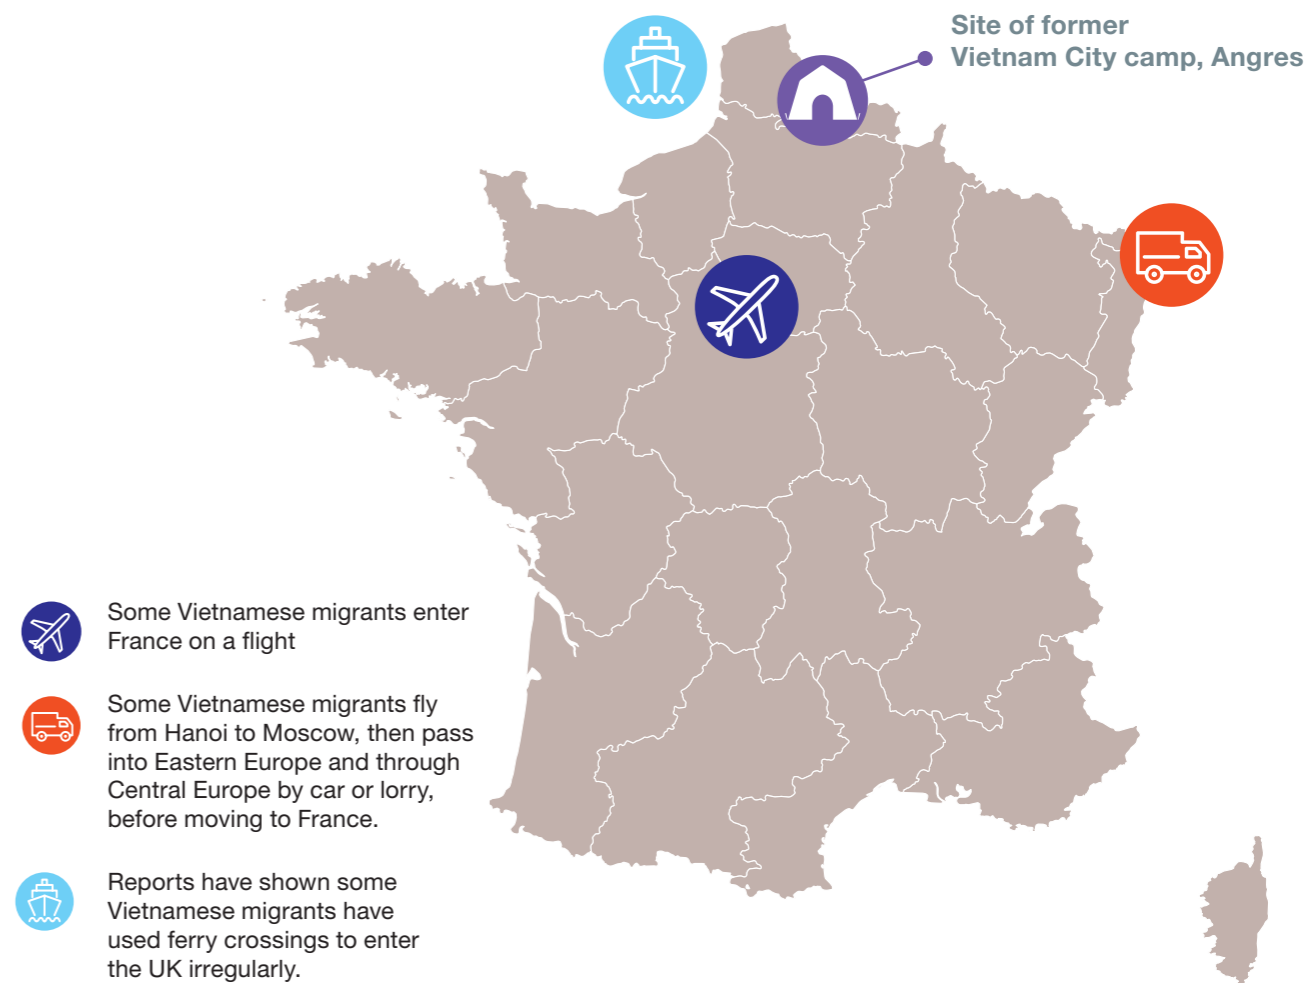 Site of former
Vietnam City camp, Angres
Some Vietnamese migrants enter
France on a flight
Some Vietnamese migrants fly
from Hanoi to Moscow, then pass
into Eastern Europe and through
Central Europe by car or lorry,
before moving to France.
Reports have shown some
Vietnamese migrants have
used ferry crossings to enter
the UK irregularly.